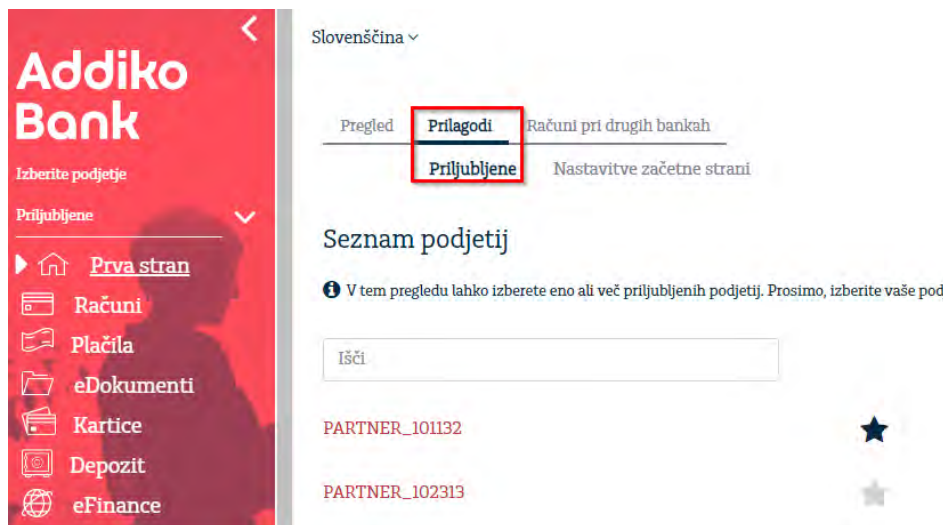 Addiko
Bank
Izberite podjetje
Priljubljene
Prva stran
Računi
Plačila
eDokumenti
Kartice
Depozit
eFinance
Slovenščina
Pregled Prilagodi Računi pri drugih bankah
Priljubljene Nastavitve začetne strani
Seznam podjetij
V tem pregledu lahko izberete eno ali več priljubljenih podjetij. Prosimo, izberite vaše pod
Išči
PARTNER_101132
PARTNER_102313